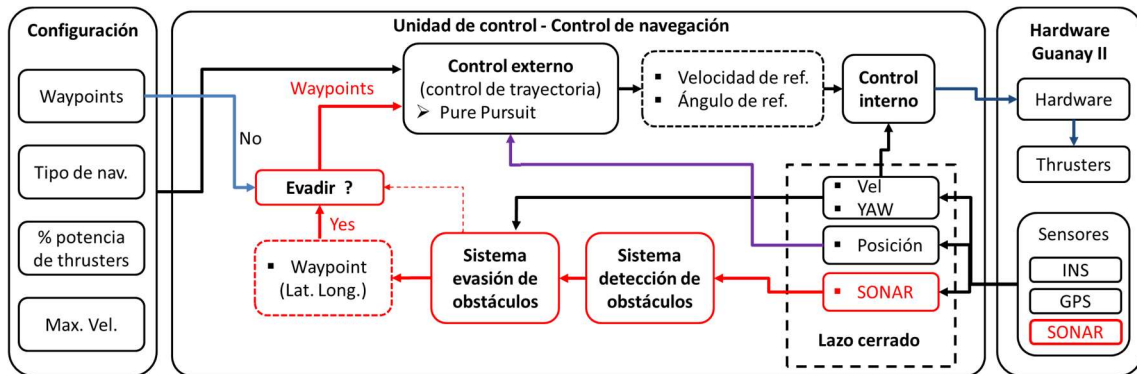 Configuración
Waypoints
Tipo de nav.
% potencia
de thrusters
Max. Vel.
Unidad de control - Control de navegación
Waypoints
No
Evadir ?
Yes
Waypoint
(Lat. Long.)
Control externo
(control de trayectoria)
Pure Pursuit
Velocidad de ref.
Ángulo de ref.
Control
interno
Sistema
evasión de
obstáculos
Sistema
detección de
obstáculos
Vel
YAW
Posición
SONAR
Lazo cerrado
Hardware
Guanay II
Hardware
Thrusters
Sensores
INS
GPS
SONAR